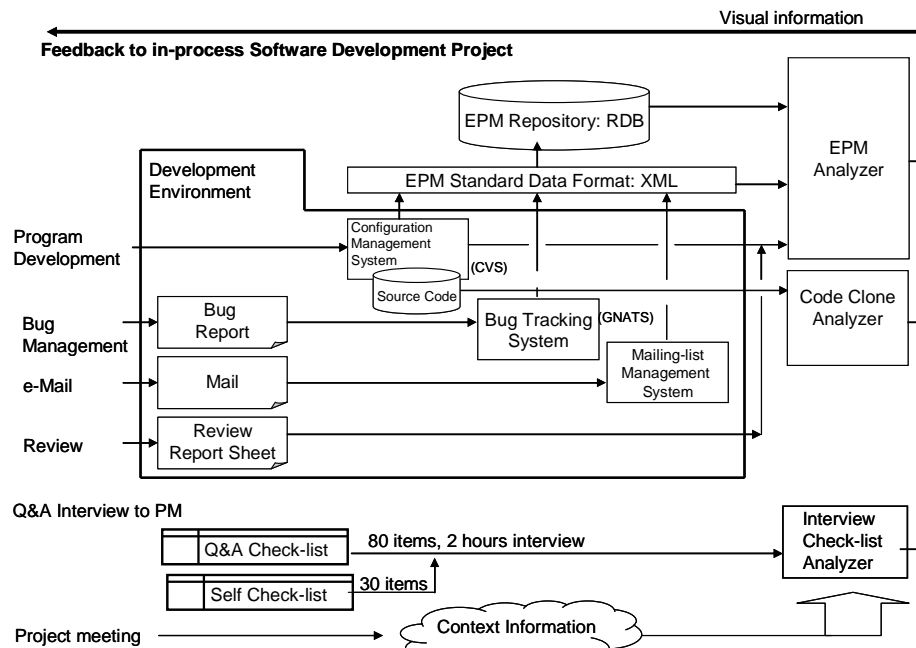 Visual information
Feedback to in-process Software Development Project
EPM Repository: RDB
EPM
Analyzer
Development
Environment
EPM Standard Data Format: XML
Program
Development
Configuration
Management
System
(CVS)
Source Code
Code Clone
Analyzer
Bug
Management
Bug
Report
Bug Tracking
System
(GNATS)
e-Mail
Mail
Mailing-list
Management
System
Review
Review
Report Sheet
Q&A Interview to PM
Q&A Check-list
80 items, 2 hours interview
Interview
Check-list
Analyzer
Self Check-list
30 items
Project meeting
Context Information